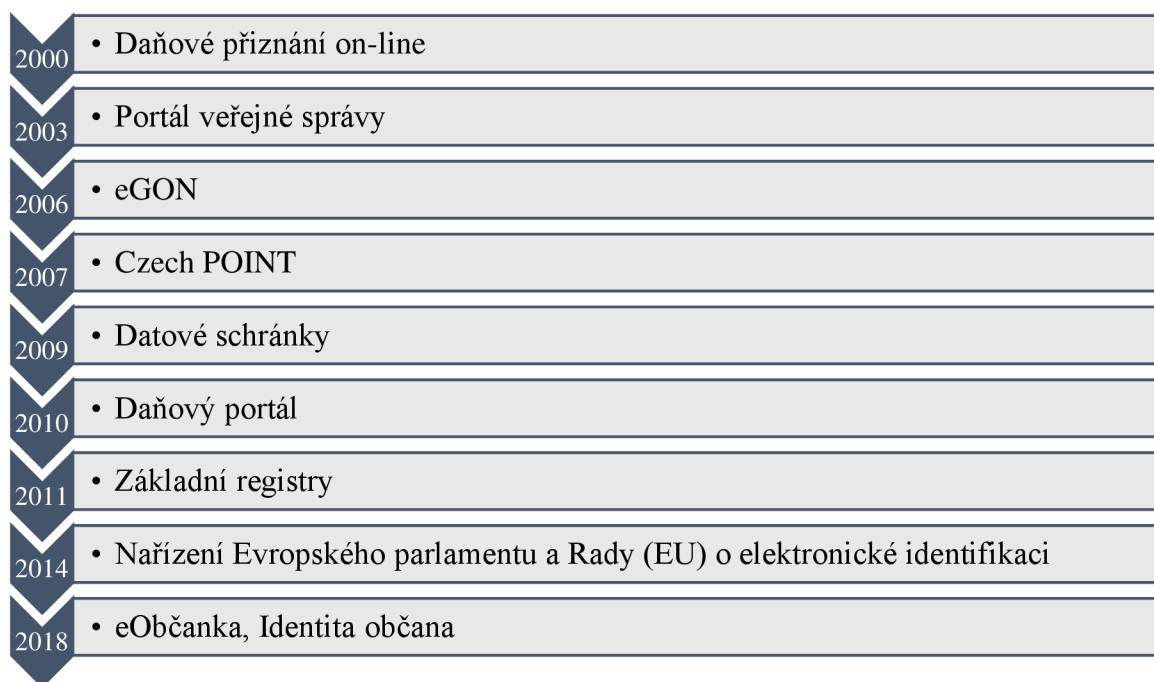 2000
• Daňové přiznání on-line
2003
• Portál veřejné správy
2006
• eGON
2007
• Czech POINT
2009
• Datové schránky
2010
• Daňový portál
2011
• Základní registry
2014
• Nařízení Evropského parlamentu a Rady (EU) o elektronické identifikaci
2018
• eObčanka, Identita občana